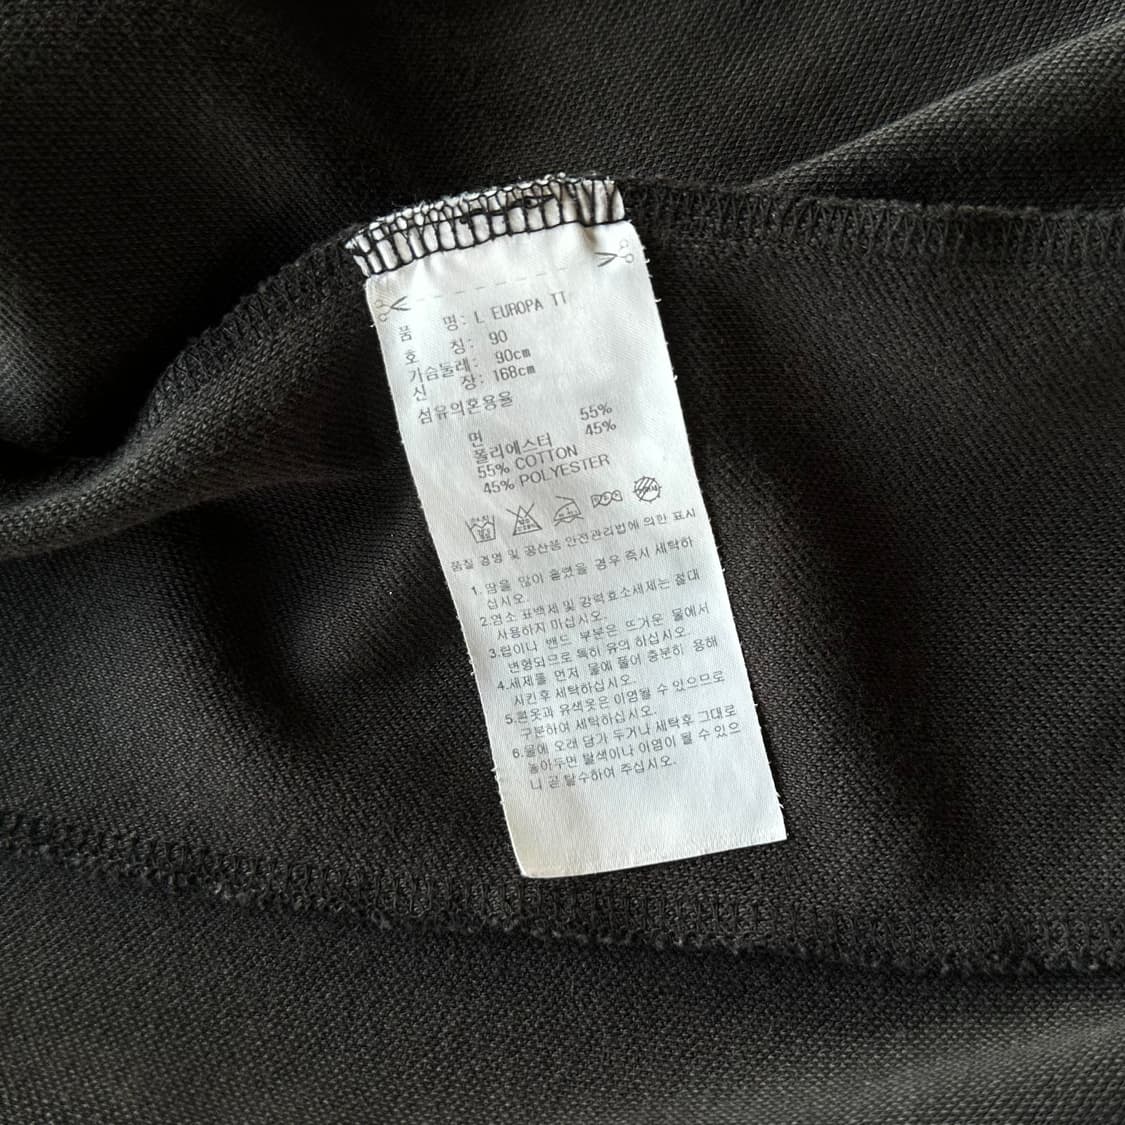 품 명: L EUROPA TT
호 칭: 90
가슴둘레: 90cm
신 장: 168cm
섬유의혼용율
면 55%
폴리에스터 45%
55% COTTON
45% POLYESTER
품질 경영 및 공산품 안전관리법에 의한 표시
1.땀을 많이 흘렸을 경우 즉시 세탁하
십시오.
2.염소 표백세 및 강력효소세제는 절대
사용하지 마십시오.
3.립이나 밴드 부분은 뜨거운 물에서
변형되므로 특히 유의 하십시오.
4.세제를 먼저 물에 풀어 충분히 용해
시킨후 세탁하십시오.
5.흰옷과 유색옷은 이염될 수 있으므로
구분하여 세탁하십시오.
6.물에 오래 담가 두거나 세탁후 그대로
놓아두면 탈색이나 이염이 될 수 있으
니 곧 탈수하여 주십시오.